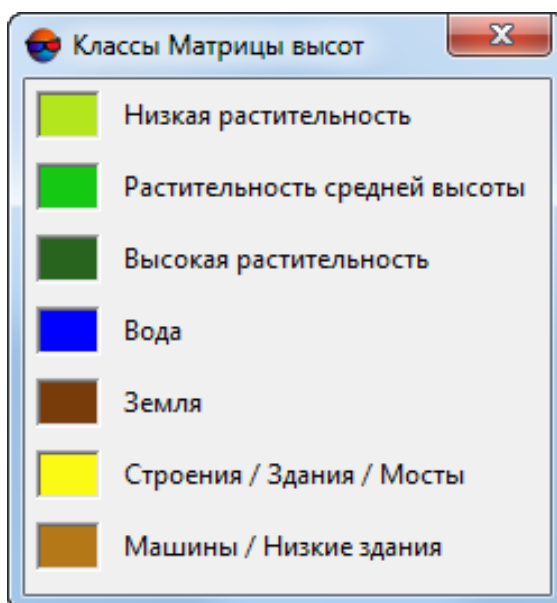 Классы Матрицы высот
Низкая растительность
Растительность средней высоты
Высокая растительность
Вода
Земля
Строения / Здания / Мосты
Машины / Низкие здания